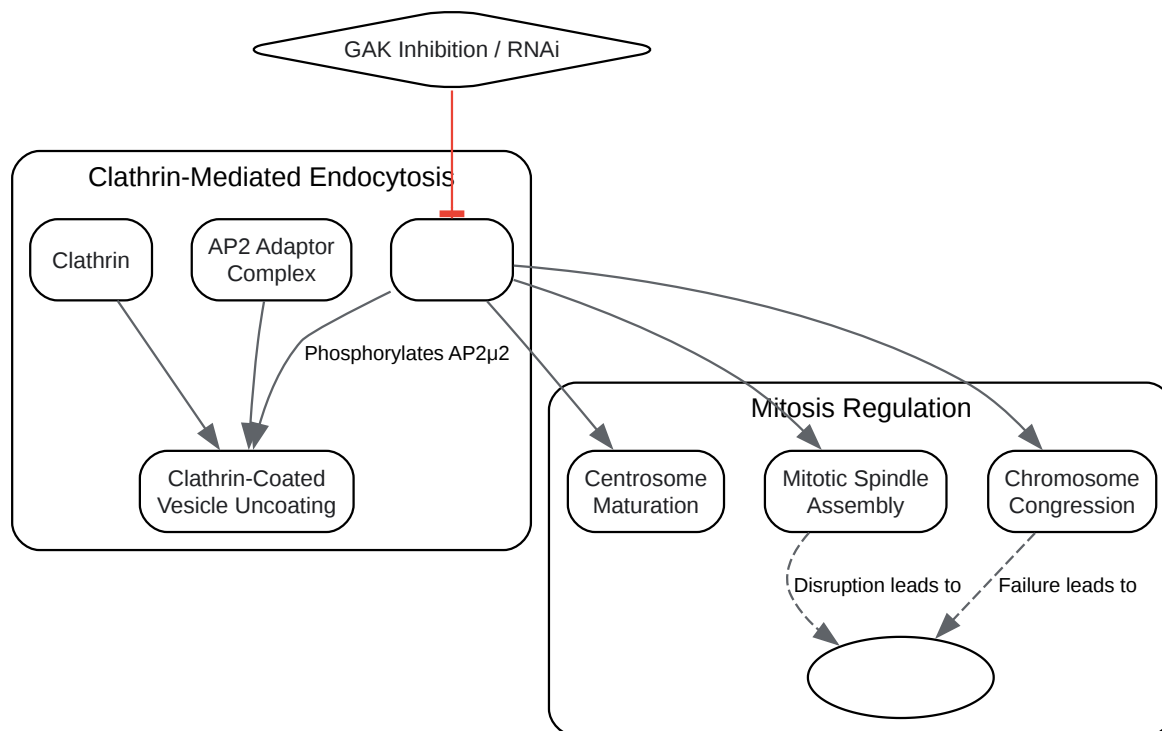 GAK Inhibition / RNAi
Clathrin-Mediated Endocytosis
Clathrin
AP2 Adaptor
Complex
Phosphorylates AP2μ2
Clathrin-Coated
Vesicle Uncoating
Mitosis Regulation
Centrosome
Maturation
Mitotic Spindle
Assembly
Chromosome
Congression
Disruption leads to
Failure leads to